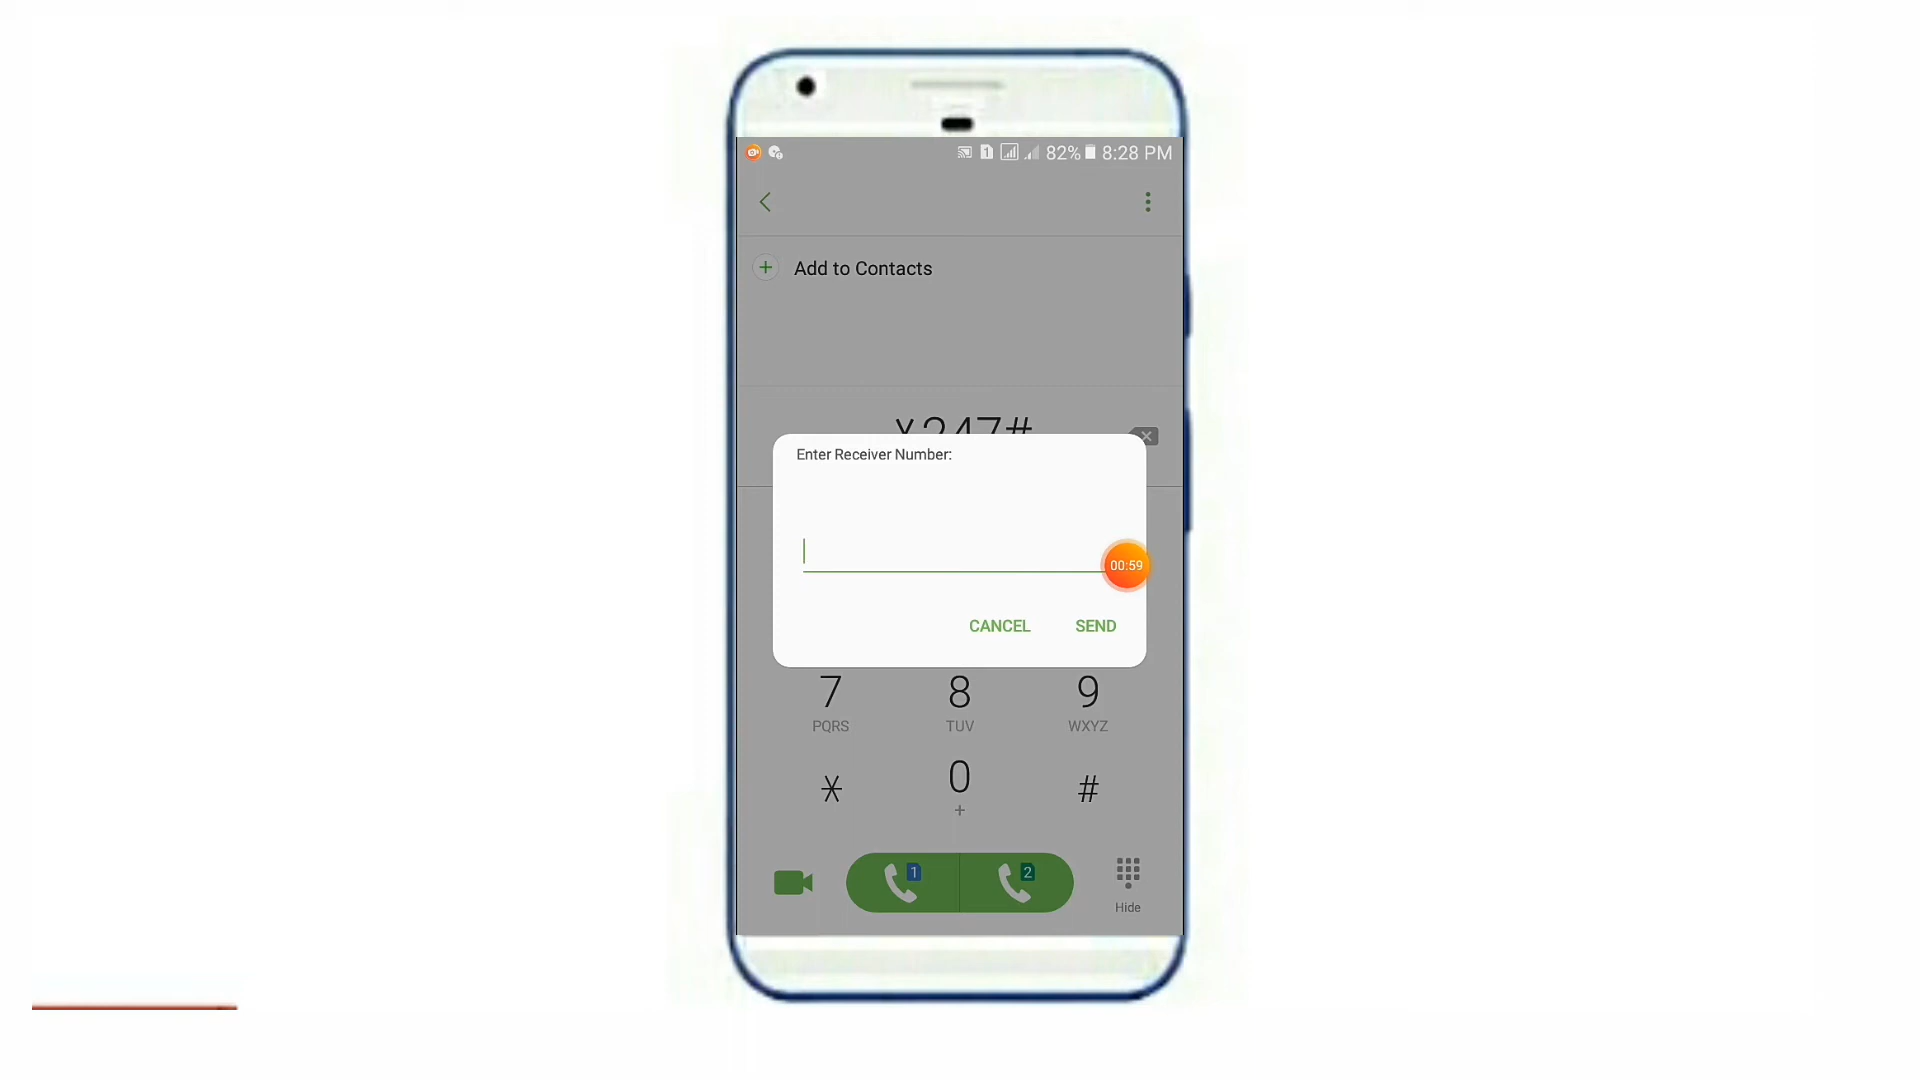 82% 8:28 PM
Add to Contacts
*247#
Enter Receiver Number:
00:59
CANCEL SEND
7 8 9
PQRS TUV WXYZ
* 0 #
+
1 2
Hide